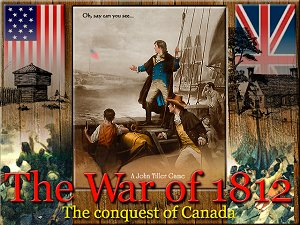 Oh, say can you see...
A John Tiller Game
The War of 1812
The conquest of Canada